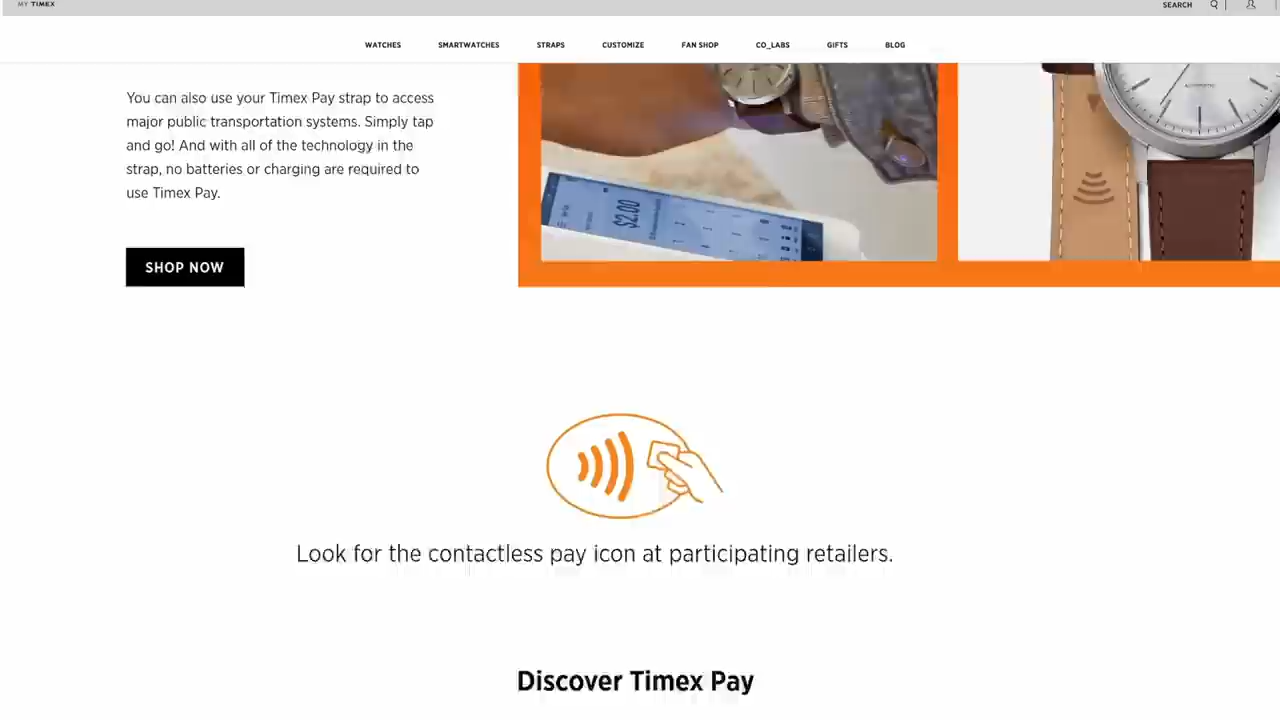 MY TIMEX
SEARCH
WATCHES SMARTWATCHES STRAPS CUSTOMIZE FAN SHOP CO_LABS GIFTS BLOG
You can also use your Timex Pay strap to access
major public transportation systems. Simply tap
and go! And with all of the technology in the
strap, no batteries or charging are required to
use Timex Pay.
SHOP NOW
$2.00
Look for the contactless pay icon at participating retailers.
Discover Timex Pay